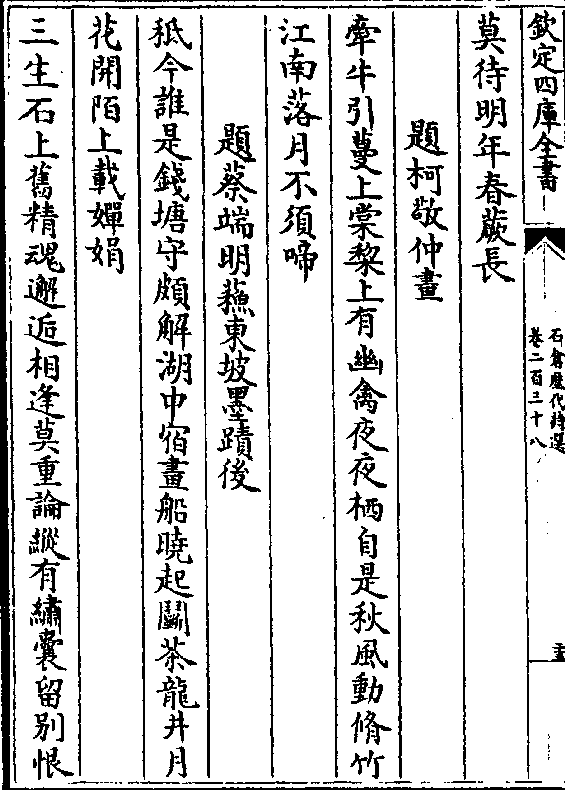 欽定四庫全書
石倉歷代詩選
卷二百三十八
莫待明年春蕨長
題柯敬仲畫
牽牛引蔓上棠棃上有幽禽夜夜栖自是秋風動脩竹
江南落月不須啼
題蔡端明蘓東坡墨蹟後
秪今誰是錢塘守頗解湖中宿畫船曉起鬭茶龍井月
花開陌上載嬋娟
三生石上舊精魂邂逅相逢莫重論縱有繡囊留别恨